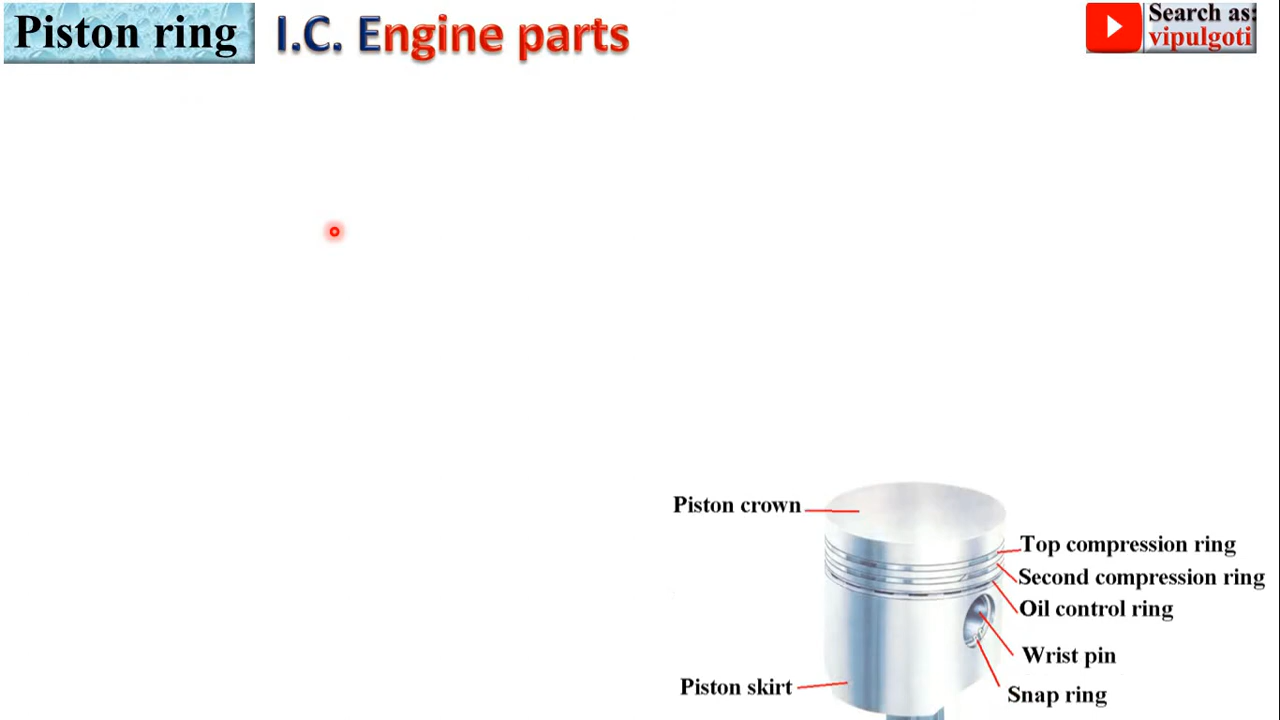 Piston ring
I.C. Engine parts
Search as:
vipulgoti
Piston crown
Top compression ring
Second compression ring
Oil control ring
Wrist pin
Piston skirt
Snap ring